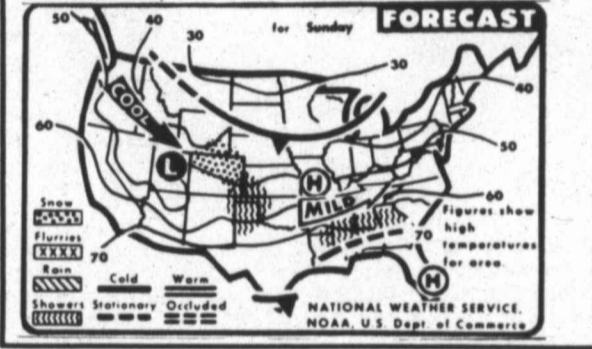 FORECAST
for Sunday
50
40
30
30
40
50
60
60
70
70
COOL
L
H
MILD
H
Figures show
high
temperatures
for area.
Snow
Flurries
XXXX
Rain
Showers
Cold Warm
Stationary Occluded
NATIONAL WEATHER SERVICE,
NOAA, U.S. Dept. of Commerce